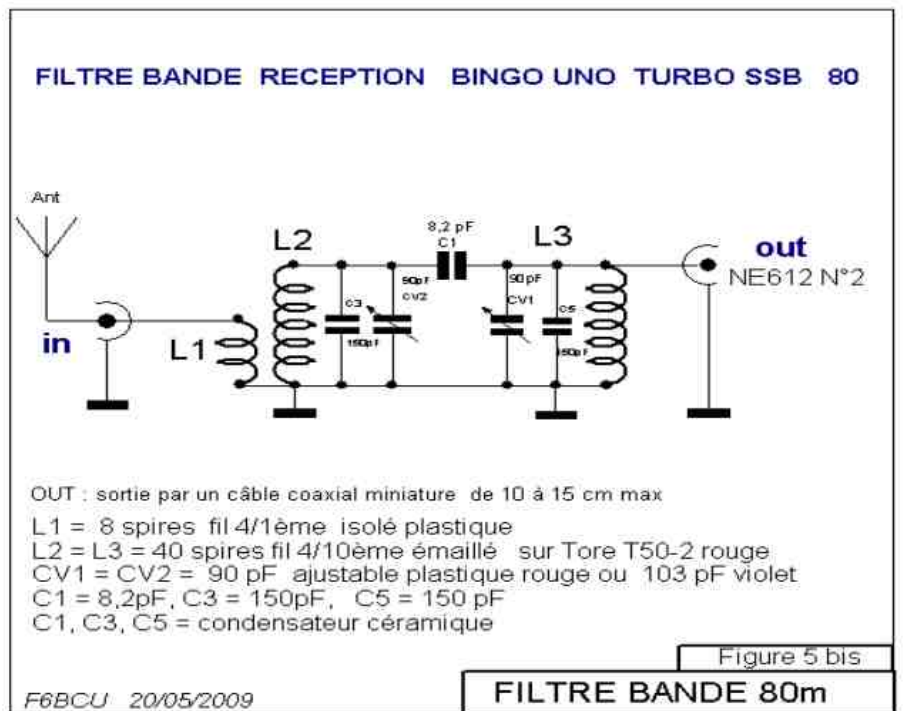 FILTRE BANDE RECEPTION BINGO UNO TURBO SSB 80
Ant
in
L1
L2
C3
150pF
90pF
CV2
8,2 pF
C1
90pF
CV1
L3
C5
150pF
out
NE612 N°2
OUT : sortie par un câble coaxial miniature de 10 à 15 cm max
L1 = 8 spires fil 4/1ème isolé plastique
L2 = L3 = 40 spires fil 4/10ème émaillé sur Tore T50-2 rouge
CV1 = CV2 = 90 pF ajustable plastique rouge ou 103 pF violet
C1 = 8,2pF, C3 = 150pF, C5 = 150 pF
C1, C3, C5 = condensateur céramique
Figure 5 bis
F6BCU 20/05/2009
FILTRE BANDE 80m